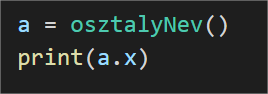 a = osztalyNev()
print(a.x)